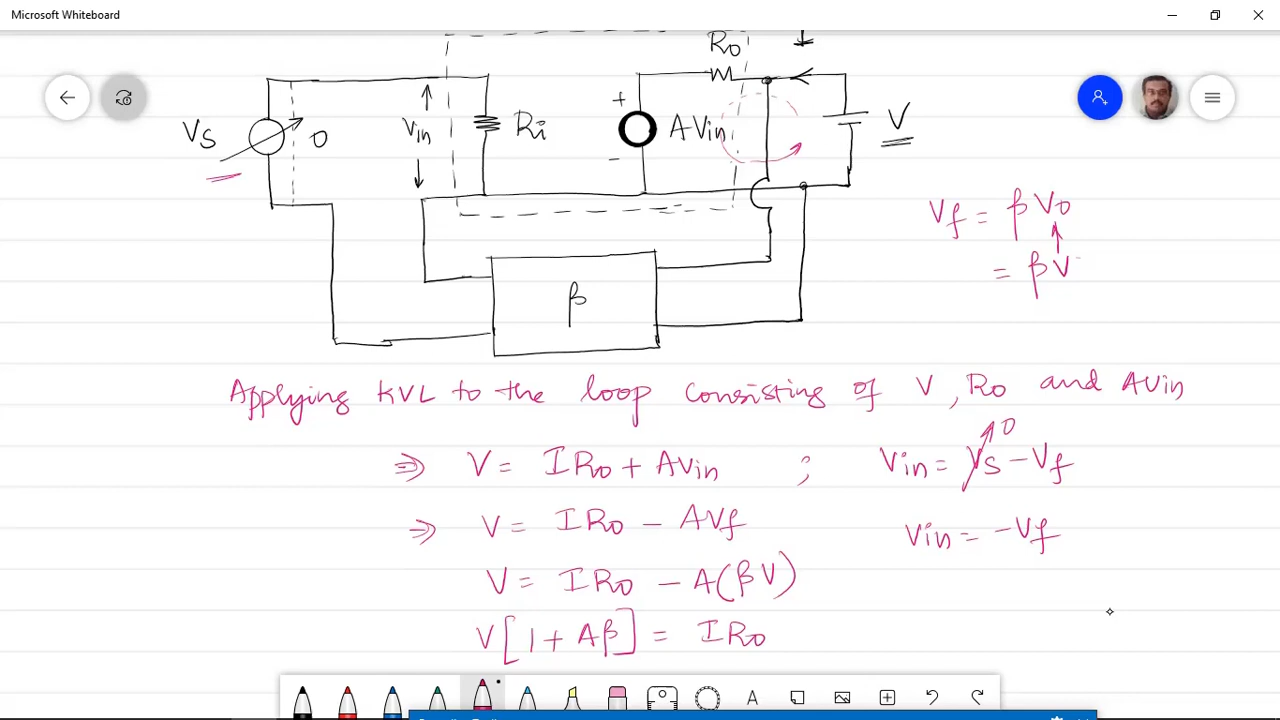 Microsoft Whiteboard
Ro
Vs
0
Vin
Ri
+
AVin
-
V
Vf = βVo
= βV
β
Applying KVL to the loop consisting of V, Ro and AVin
⇒ V = IRo + AVin ; Vin = Vs - Vf
0
⇒ V = IRo - AVf
Vin = -Vf
V = IRo - A(βV)
V[1 + Aβ] = IRo
A